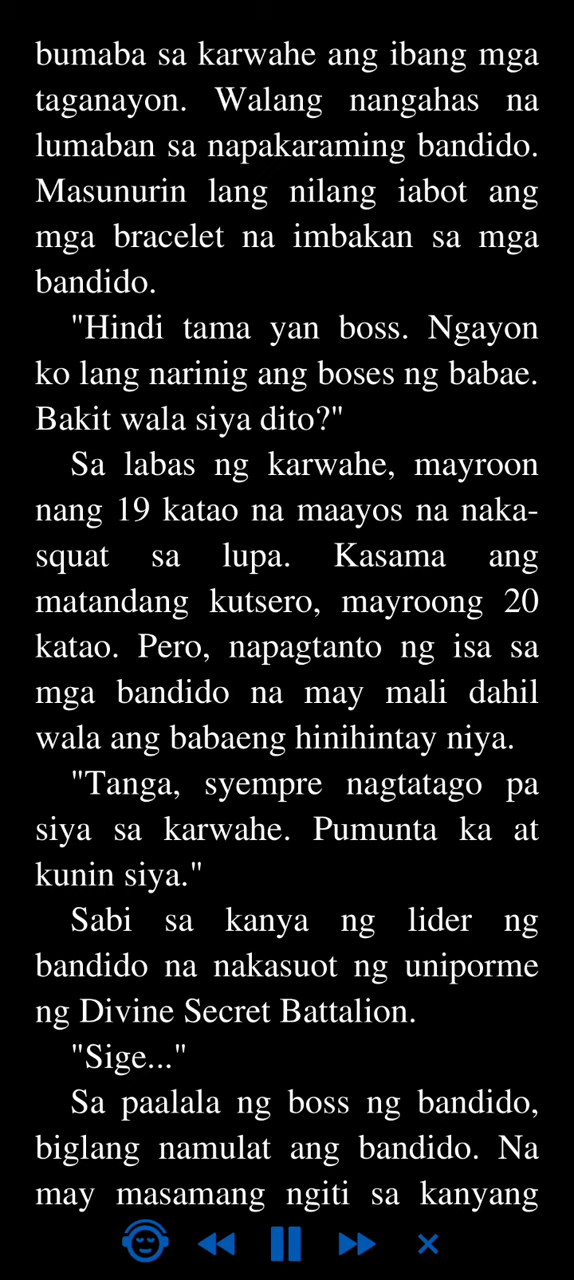 bumaba sa karwahe ang ibang mga
taganayon. Walang nangahas na
lumaban sa napakaraming bandido.
Masunurin lang nilang iabot ang
mga bracelet na imbakan sa mga
bandido.
"Hindi tama yan boss. Ngayon
ko lang narinig ang boses ng babae.
Bakit wala siya dito?"
Sa labas ng karwahe, mayroon
nang 19 katao na maayos na naka-
squat sa lupa. Kasama ang
matandang kutsero, mayroong 20
katao. Pero, napagtanto ng isa sa
mga bandido na may mali dahil
wala ang babaeng hinihintay niya.
"Tanga, syempre nagtatago pa
siya sa karwahe. Pumunta ka at
kunin siya."
Sabi sa kanya ng lider ng
bandido na nakasuot ng uniporme
ng Divine Secret Battalion.
"Sige..."
Sa paalala ng boss ng bandido,
biglang namulat ang bandido. Na
may masamang ngiti sa kanyang